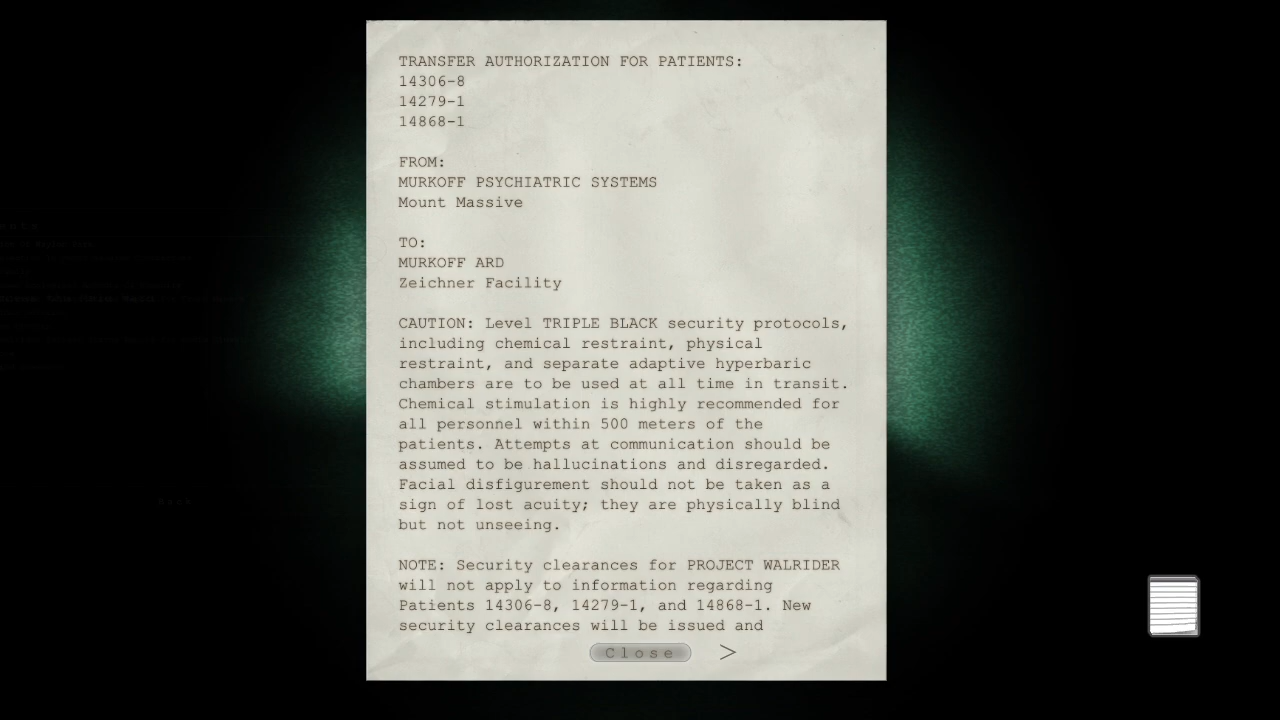 TRANSFER AUTHORIZATION FOR PATIENTS:
14306-8
14279-1
14868-1
FROM:
MURKOFF PSYCHIATRIC SYSTEMS
Mount Massive
TO:
MURKOFF ARD
Zeichner Facility
CAUTION: Level TRIPLE BLACK security protocols,
including chemical restraint, physical
restraint, and separate adaptive hyperbaric
chambers are to be used at all time in transit.
Chemical stimulation is highly recommended for
all personnel within 500 meters of the
patients. Attempts at communication should be
assumed to be hallucinations and disregarded.
Facial disfigurement should not be taken as a
sign of lost acuity; they are physically blind
but not unseeing.
NOTE: Security clearances for PROJECT WALRIDER
will not apply to information regarding
Patients 14306-8, 14279-1, and 14868-1. New
security clearances will be issued and
Close >